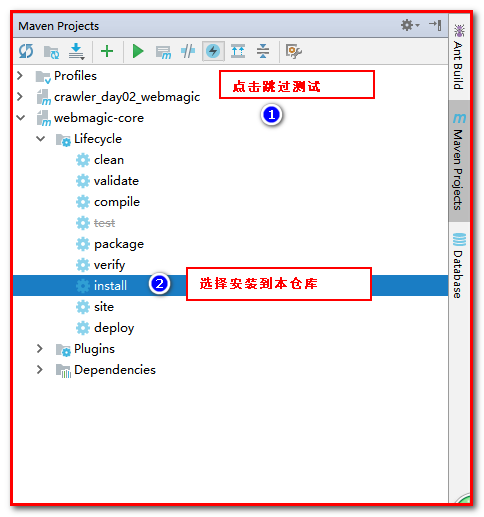 Maven Projects
Profiles
点击跳过测试
crawler_day02_webmagic
1
webmagic-core
Lifecycle
clean
validate
compile
test
package
verify
install
2
选择安装到本仓库
site
deploy
Plugins
Dependencies
Ant Build
m
Maven Projects
Database